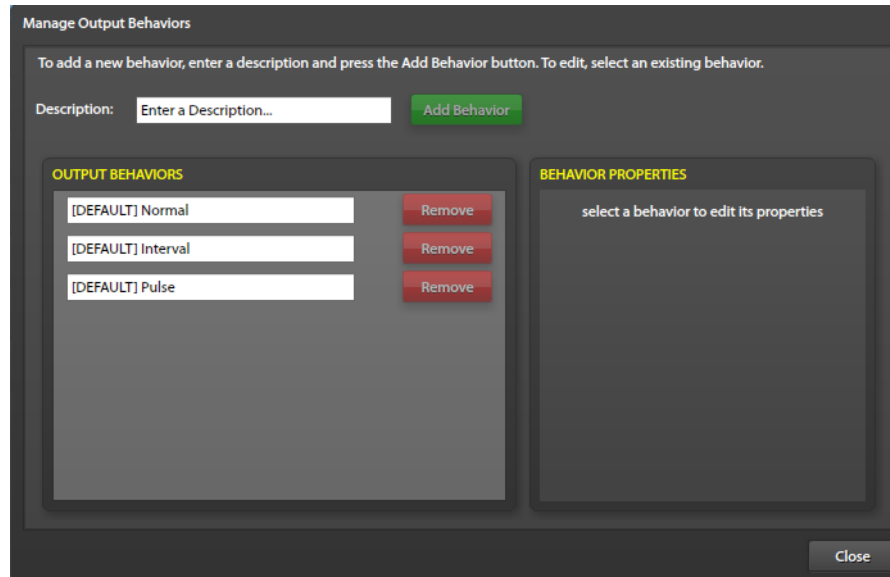 Manage Output Behaviors
To add a new behavior, enter a description and press the Add Behavior button. To edit, select an existing behavior.
Description: Enter a Description... Add Behavior
OUTPUT BEHAVIORS
[DEFAULT] Normal Remove
[DEFAULT] Interval Remove
[DEFAULT] Pulse Remove
BEHAVIOR PROPERTIES
select a behavior to edit its properties
Close